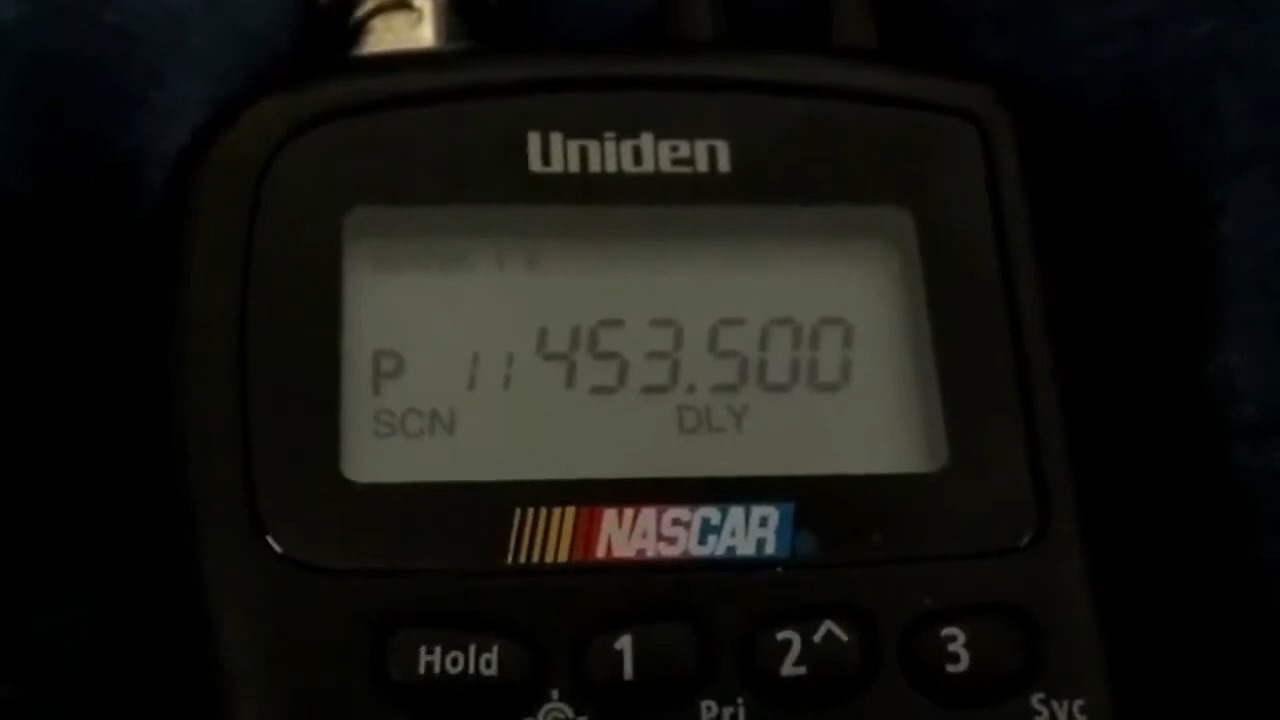 Uniden
P 11 453.500
SCN DLY
NASCAR
Hold 1 2^ 3
Pri Svc